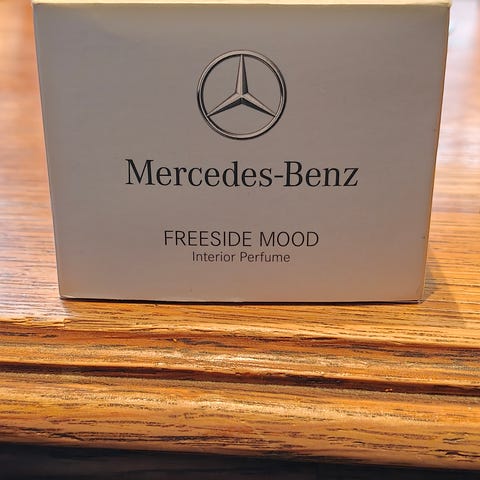 Mercedes-Benz
FREESIDE MOOD
Interior Perfume